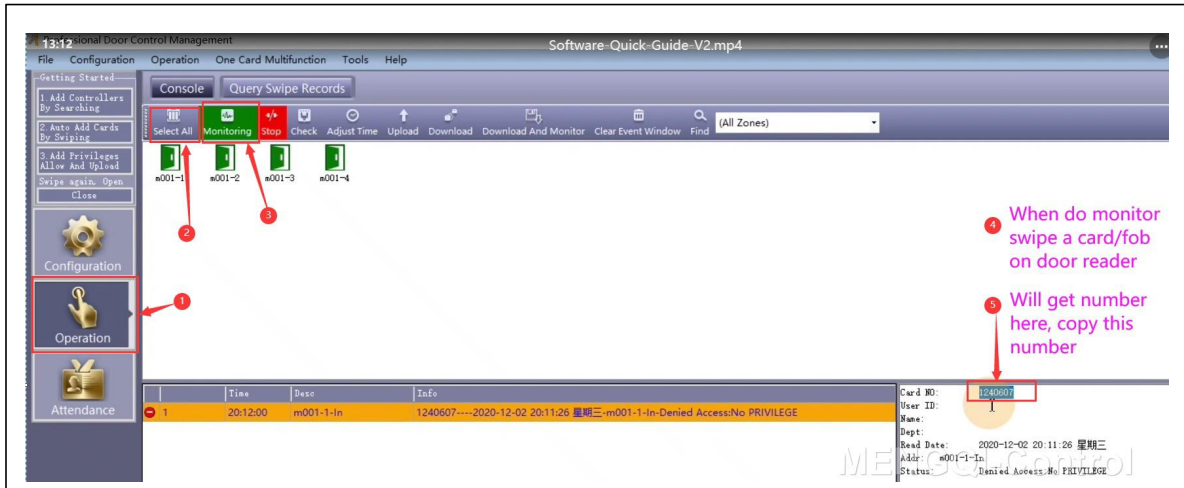 13:12
Professional Door Control Management
Software-Quick-Guide-V2.mp4
File Configuration Operation One Card Multifunction Tools Help
Getting Started
1.Add Controllers
By Searching
2.Auto Add Cards
By Swiping
3.Add Privileges
Allow And Upload
Swipe again, Open
Close
Configuration
Operation
Attendance
Console Query Swipe Records
Select All Monitoring Stop Check Adjust Time Upload Download Download And Monitor Clear Event Window Find (All Zones)
m001-1 m001-2 m001-3 m001-4
1
2
3
4 When do monitor
swipe a card/fob
on door reader
5 Will get number
here, copy this
number
Time Desc Info
1 20:12:00 m001-1-In 1240607----2020-12-02 20:11:26 星期三-m001-1-In-Denied Access:No PRIVILEGE
Card NO: 1240607
User ID:
Name:
Dept:
Read Date: 2020-12-02 20:11:26 星期三
Addr: m001-1-In
Status: Denied Access:No PRIVILEGE
MENGQI-Control